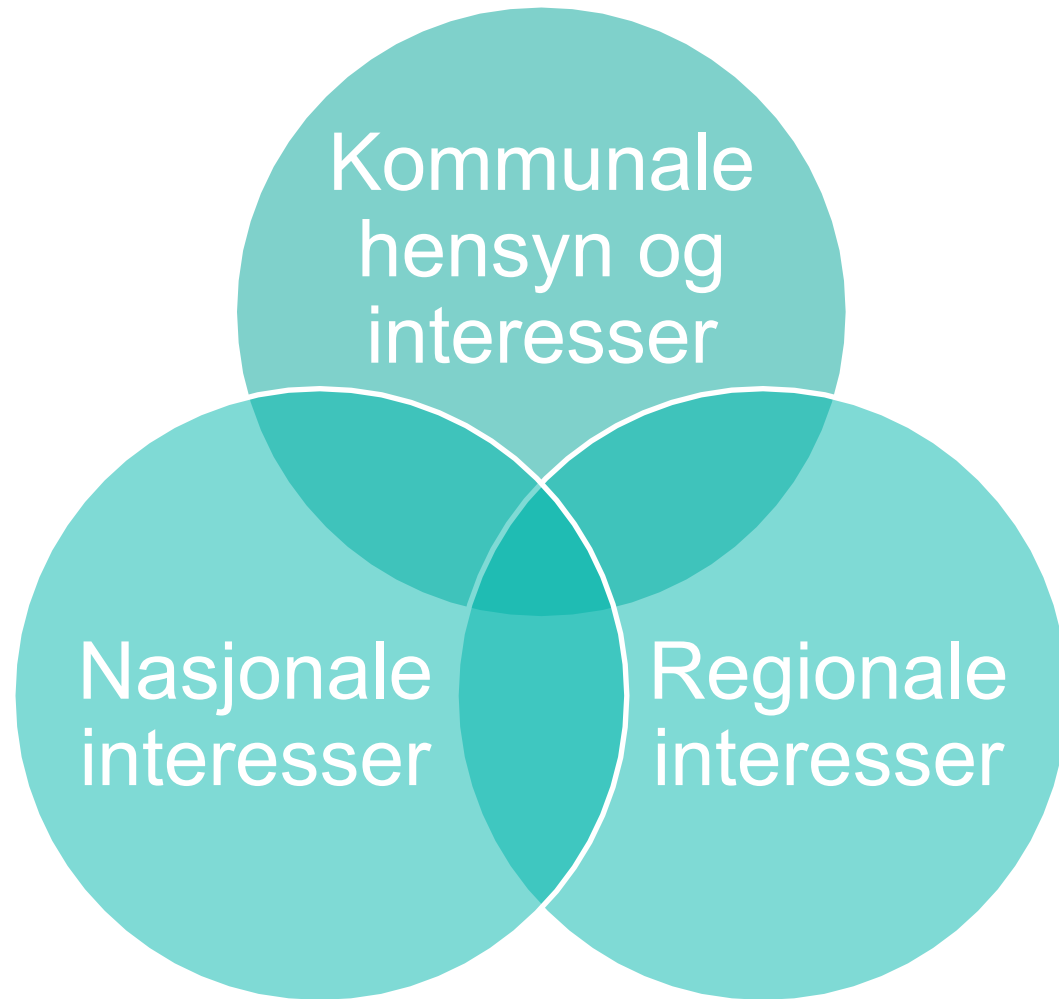 Kommunale
hensyn og
interesser
Nasjonale
interesser
Regionale
interesser